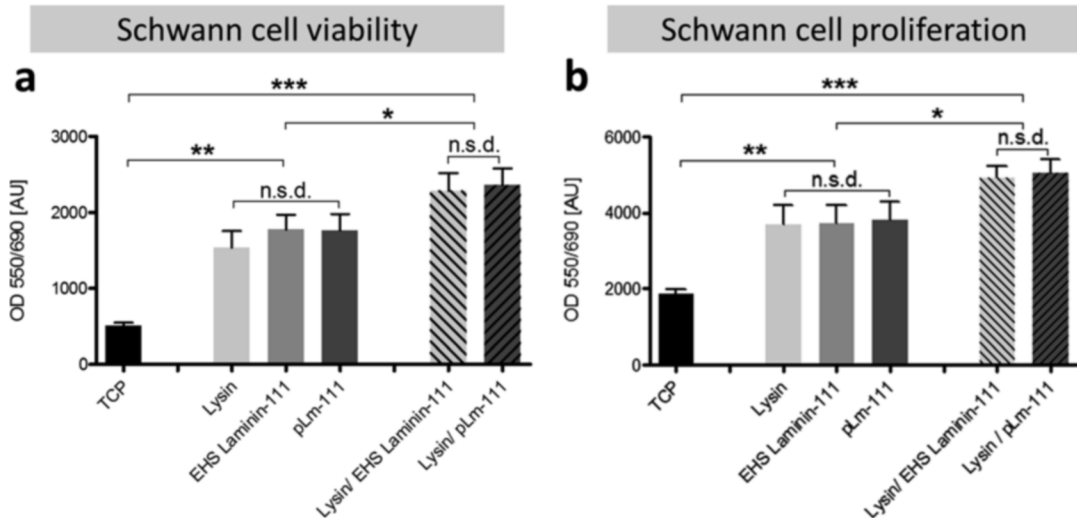 Schwann cell viability
a
***
*
**
n.s.d.
n.s.d.
3000
2000
1000
0
OD 550/690 [AU]
TCP
Lysin
EHS Laminin-111
pLm-111
Lysin/ EHS Laminin-111
Lysin/ pLm-111
Schwann cell proliferation
b
***
*
**
n.s.d.
n.s.d.
6000
4000
2000
0
OD 550/690 [AU]
TCP
Lysin
EHS Laminin-111
pLm-111
Lysin/ EHS Laminin-111
Lysin / pLm-111